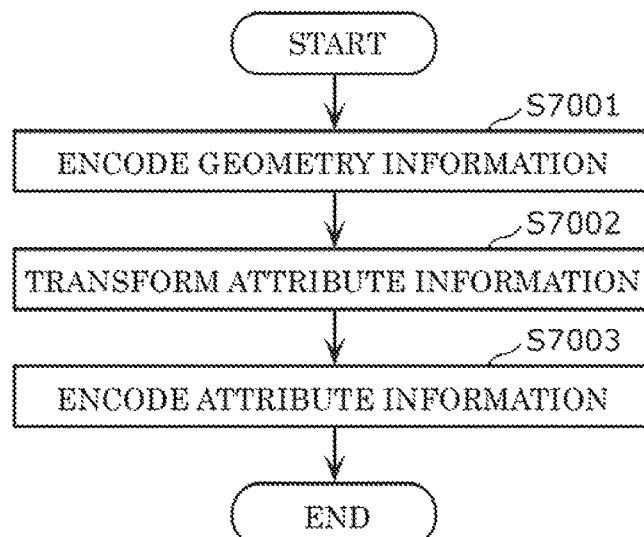 START
S7001
ENCODE GEOMETRY INFORMATION
S7002
TRANSFORM ATTRIBUTE INFORMATION
S7003
ENCODE ATTRIBUTE INFORMATION
END